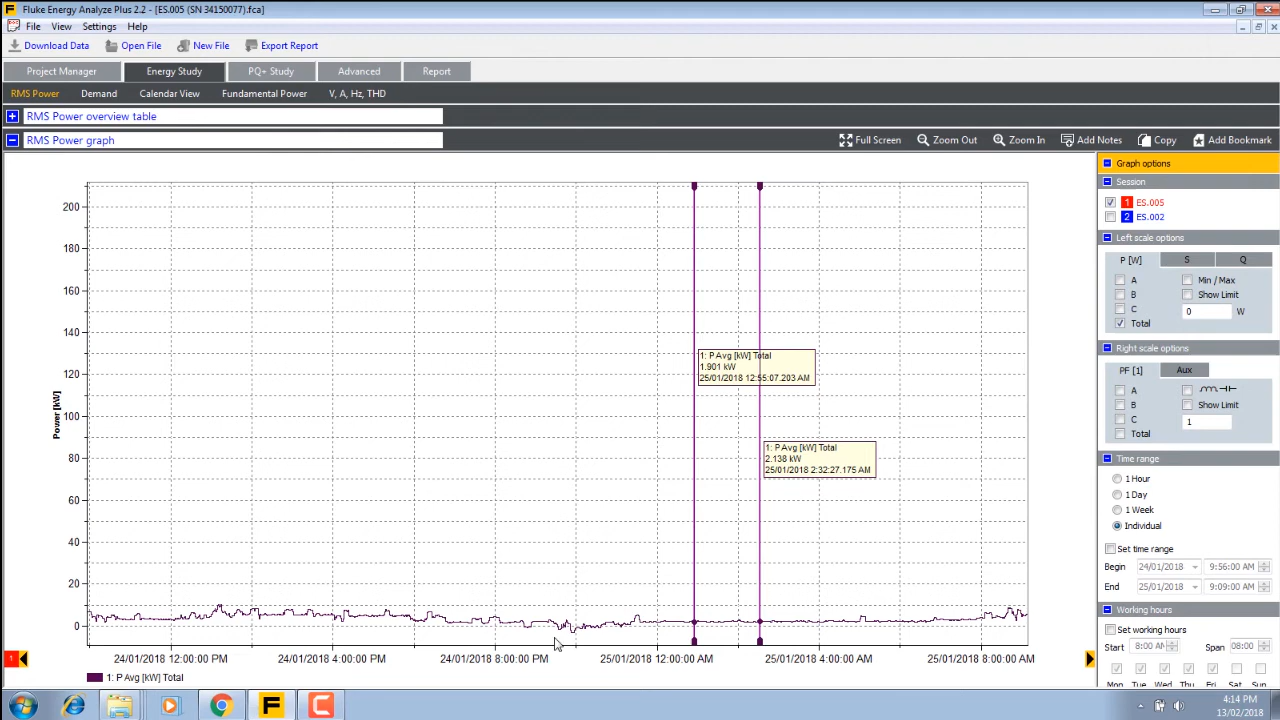 Fluke Energy Analyze Plus 2.2 - [ES.005 (SN 34150077).fca]
File View Settings Help
Download Data Open File New File Export Report
Project Manager Energy Study PQ+ Study Advanced Report
RMS Power Demand Calendar View Fundamental Power V, A, Hz, THD
RMS Power overview table
RMS Power graph Full Screen Zoom Out Zoom In Add Notes Copy Add Bookmark
Graph options
Session
1 ES.005
2 ES.002
Left scale options
P [W] S Q
A Min / Max
B Show Limit
C 0 W
Total
Right scale options
PF [1] Aux
A
B Show Limit
C 1
Total
Time range
1 Hour
1 Day
1 Week
Individual
Set time range
Begin 24/01/2018 9:56:00 AM
End 25/01/2018 9:09:00 AM
Working hours
Set working hours
Start 8:00 AM Span 08:00
Mon Tue Wed Thu Fri Sat Sun
Power [kW]
200
180
160
140
120
100
80
60
40
20
0
1: P Avg [kW] Total
1.901 kW
25/01/2018 12:55:07.203 AM
1: P Avg [kW] Total
2.138 kW
25/01/2018 2:32:27.175 AM
1 24/01/2018 12:00:00 PM 24/01/2018 4:00:00 PM 24/01/2018 8:00:00 PM 25/01/2018 12:00:00 AM 25/01/2018 4:00:00 AM 25/01/2018 8:00:00 AM
1: P Avg [kW] Total
4:14 PM
13/02/2018